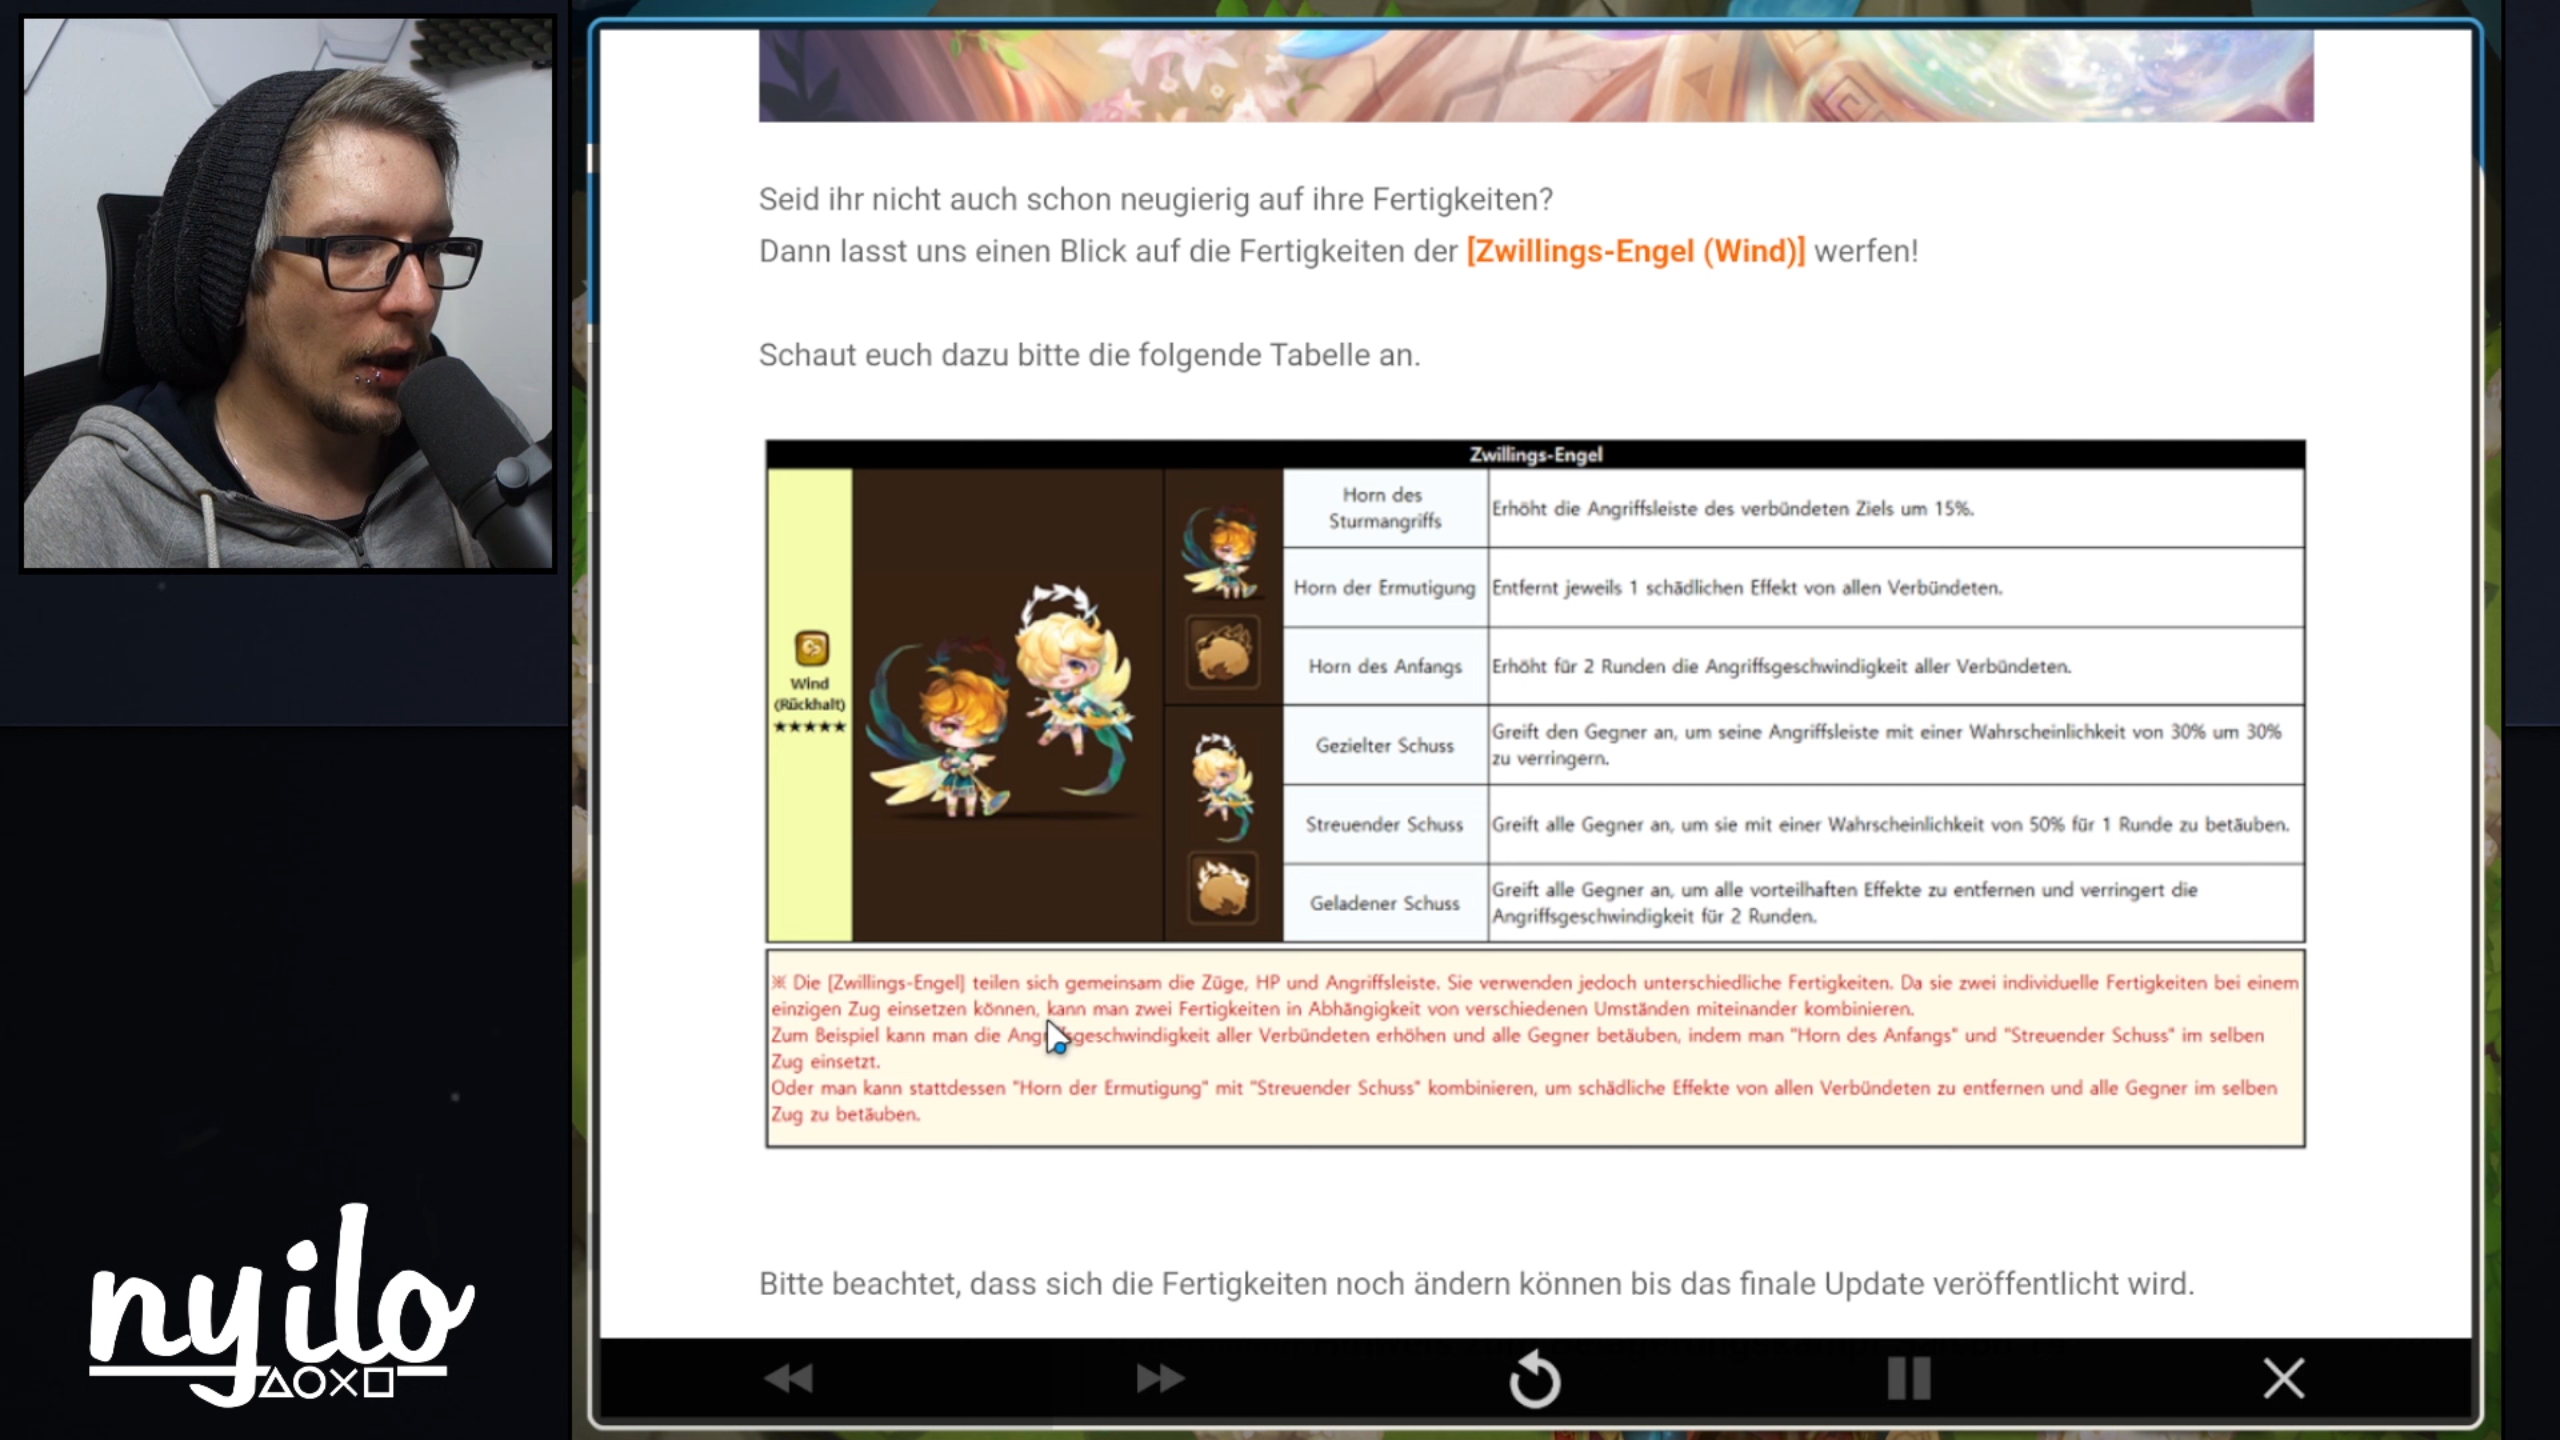 Seid ihr nicht auch schon neugierig auf ihre Fertigkeiten?
Dann lasst uns einen Blick auf die Fertigkeiten der [Zwillings-Engel (Wind)] werfen!
Schaut euch dazu bitte die folgende Tabelle an.
Zwillings-Engel
Wind
(Rückhalt)
★★★★★
Horn des
Sturmangriffs
Erhöht die Angriffsleiste des verbündeten Ziels um 15%.
Horn der Ermutigung
Entfernt jeweils 1 schädlichen Effekt von allen Verbündeten.
Horn des Anfangs
Erhöht für 2 Runden die Angriffsgeschwindigkeit aller Verbündeten.
Gezielter Schuss
Greift den Gegner an, um seine Angriffsleiste mit einer Wahrscheinlichkeit von 30% um 30%
zu verringern.
Streuender Schuss
Greift alle Gegner an, um sie mit einer Wahrscheinlichkeit von 50% für 1 Runde zu betäuben.
Geladener Schuss
Greift alle Gegner an, um alle vorteilhaften Effekte zu entfernen und verringert die
Angriffsgeschwindigkeit für 2 Runden.
※ Die [Zwillings-Engel] teilen sich gemeinsam die Züge, HP und Angriffsleiste. Sie verwenden jedoch unterschiedliche Fertigkeiten. Da sie zwei individuelle Fertigkeiten bei einem
einzigen Zug einsetzen können, kann man zwei Fertigkeiten in Abhängigkeit von verschiedenen Umständen miteinander kombinieren.
Zum Beispiel kann man die Angriffsgeschwindigkeit aller Verbündeten erhöhen und alle Gegner betäuben, indem man "Horn des Anfangs" und "Streuender Schuss" im selben
Zug einsetzt.
Oder man kann stattdessen "Horn der Ermutigung" mit "Streuender Schuss" kombinieren, um schädliche Effekte von allen Verbündeten zu entfernen und alle Gegner im selben
Zug zu betäuben.
Bitte beachtet, dass sich die Fertigkeiten noch ändern können bis das finale Update veröffentlicht wird.
nyilo